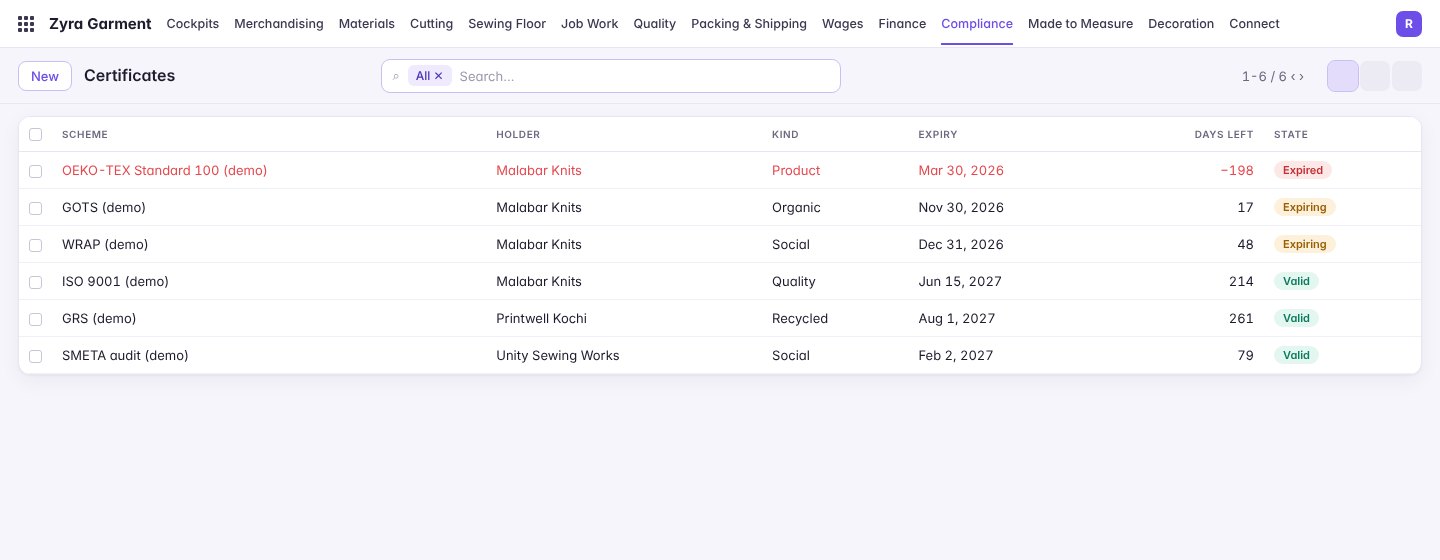 Zyra Garment Cockpits Merchandising Materials Cutting Sewing Floor Job Work Quality Packing & Shipping Wages Finance Compliance Made to Measure Decoration Connect R
New Certificates All ✕ Search... 1-6 / 6 ‹ ›
SCHEME HOLDER KIND EXPIRY DAYS LEFT STATE
OEKO-TEX Standard 100 (demo) Malabar Knits Product Mar 30, 2026 −198 Expired
GOTS (demo) Malabar Knits Organic Nov 30, 2026 17 Expiring
WRAP (demo) Malabar Knits Social Dec 31, 2026 48 Expiring
ISO 9001 (demo) Malabar Knits Quality Jun 15, 2027 214 Valid
GRS (demo) Printwell Kochi Recycled Aug 1, 2027 261 Valid
SMETA audit (demo) Unity Sewing Works Social Feb 2, 2027 79 Valid